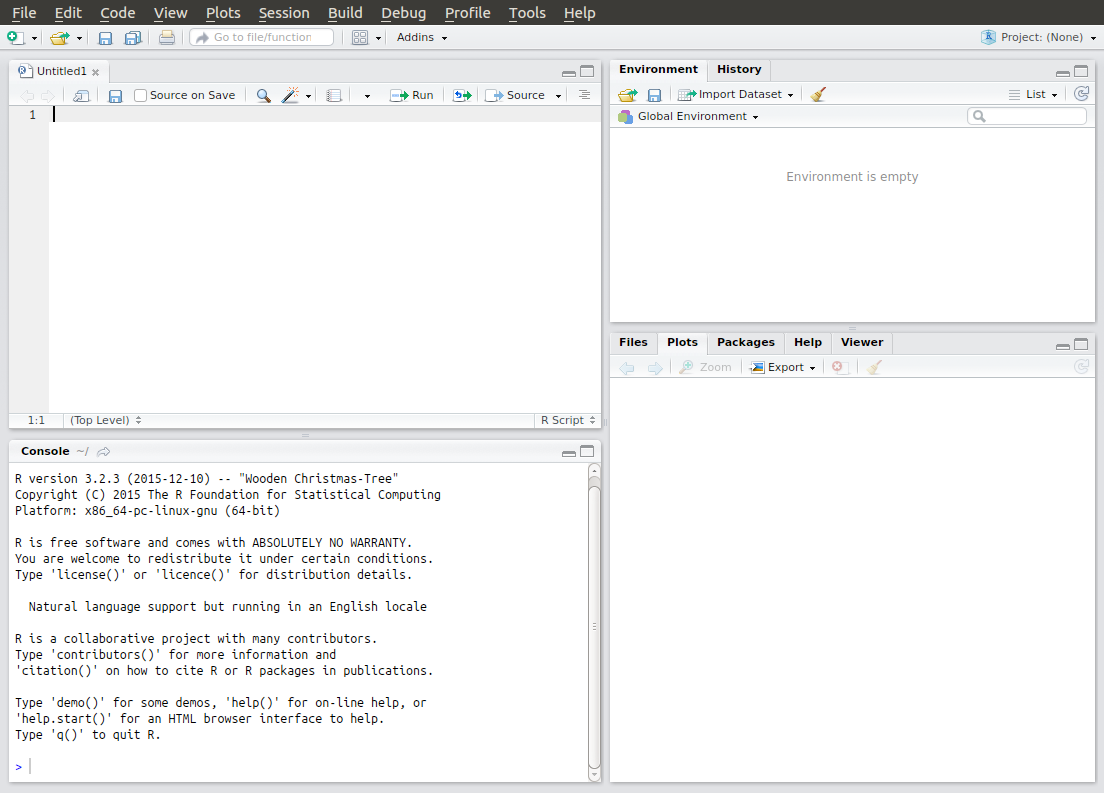 File Edit Code View Plots Session Build Debug Profile Tools Help
Go to file/function Addins Project: (None)
Untitled1
Source on Save Run Source
1
1:1 (Top Level) R Script
Console ~/
R version 3.2.3 (2015-12-10) -- "Wooden Christmas-Tree"
Copyright (C) 2015 The R Foundation for Statistical Computing
Platform: x86_64-pc-linux-gnu (64-bit)
R is free software and comes with ABSOLUTELY NO WARRANTY.
You are welcome to redistribute it under certain conditions.
Type 'license()' or 'licence()' for distribution details.
Natural language support but running in an English locale
R is a collaborative project with many contributors.
Type 'contributors()' for more information and
'citation()' on how to cite R or R packages in publications.
Type 'demo()' for some demos, 'help()' for on-line help, or
'help.start()' for an HTML browser interface to help.
Type 'q()' to quit R.
>
Environment History
Import Dataset List
Global Environment
Environment is empty
Files Plots Packages Help Viewer
Zoom Export